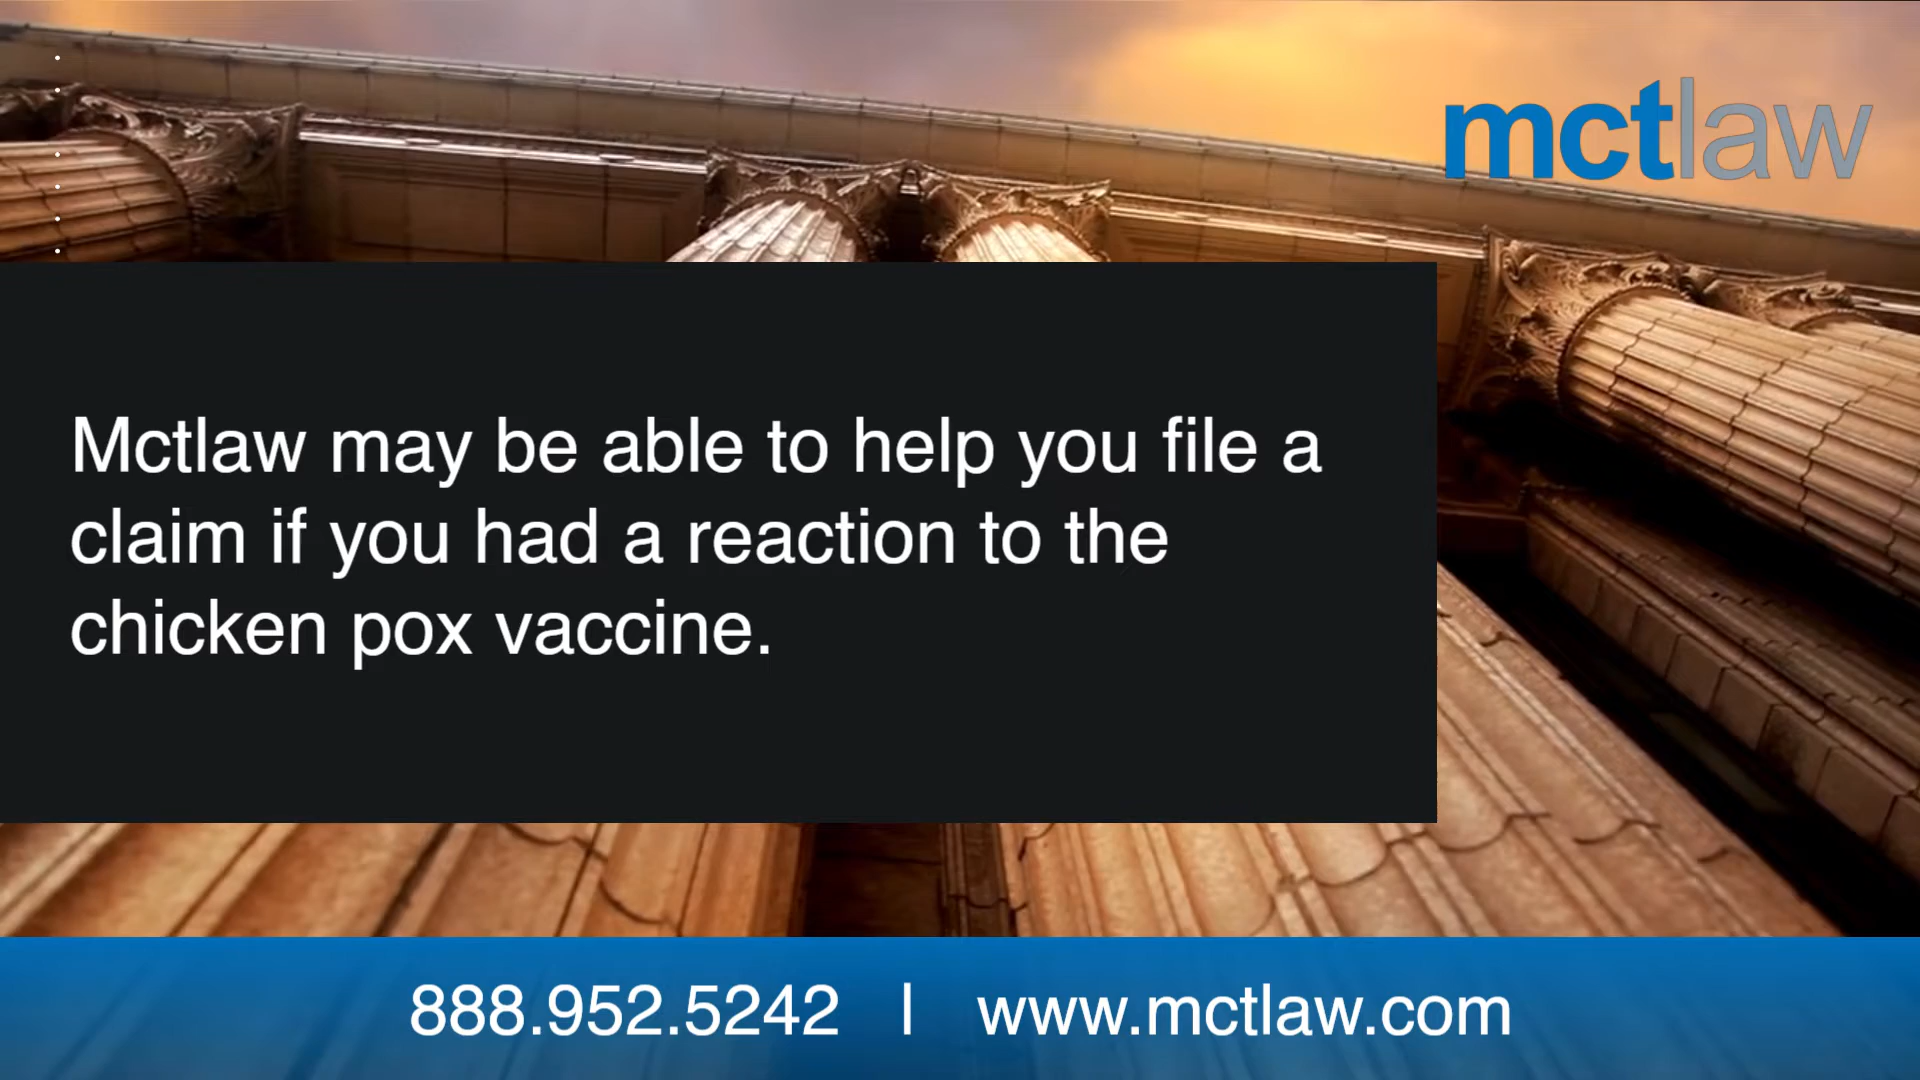 mctlaw
Mctlaw may be able to help you file a
claim if you had a reaction to the
chicken pox vaccine.
888.952.5242 | www.mctlaw.com